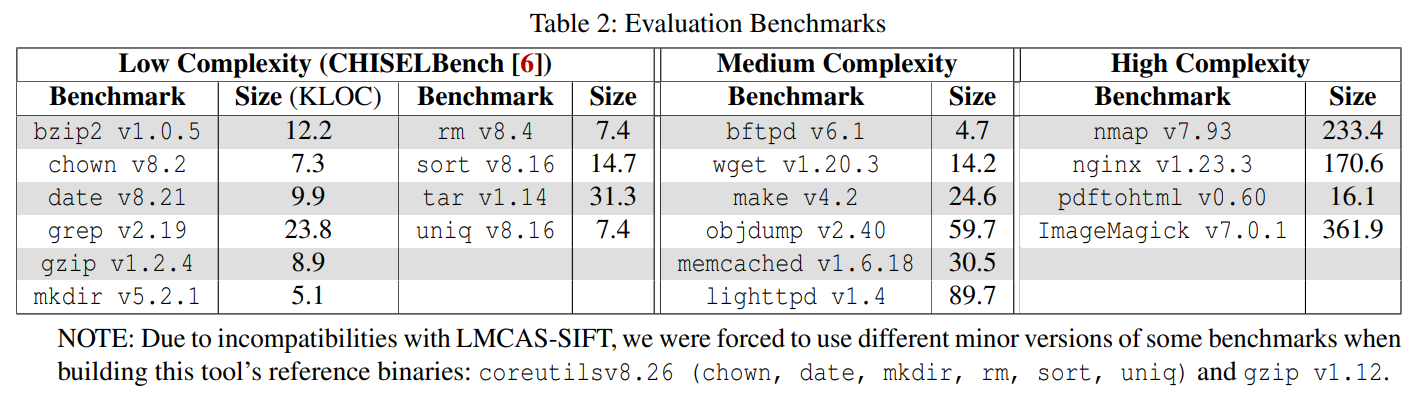 Table 2: Evaluation Benchmarks
Low Complexity (CHISELBench [6]) Medium Complexity High Complexity
Benchmark Size (KLOC) Benchmark Size Benchmark Size Benchmark Size
bzip2 v1.0.5 12.2 rm v8.4 7.4 bftpd v6.1 4.7 nmap v7.93 233.4
chown v8.2 7.3 sort v8.16 14.7 wget v1.20.3 14.2 nginx v1.23.3 170.6
date v8.21 9.9 tar v1.14 31.3 make v4.2 24.6 pdftohtml v0.60 16.1
grep v2.19 23.8 uniq v8.16 7.4 objdump v2.40 59.7 ImageMagick v7.0.1 361.9
gzip v1.2.4 8.9 memcached v1.6.18 30.5
mkdir v5.2.1 5.1 lighttpd v1.4 89.7
NOTE: Due to incompatibilities with LMCAS-SIFT, we were forced to use different minor versions of some benchmarks when
building this tool's reference binaries: coreutilsv8.26 (chown, date, mkdir, rm, sort, uniq) and gzip v1.12.